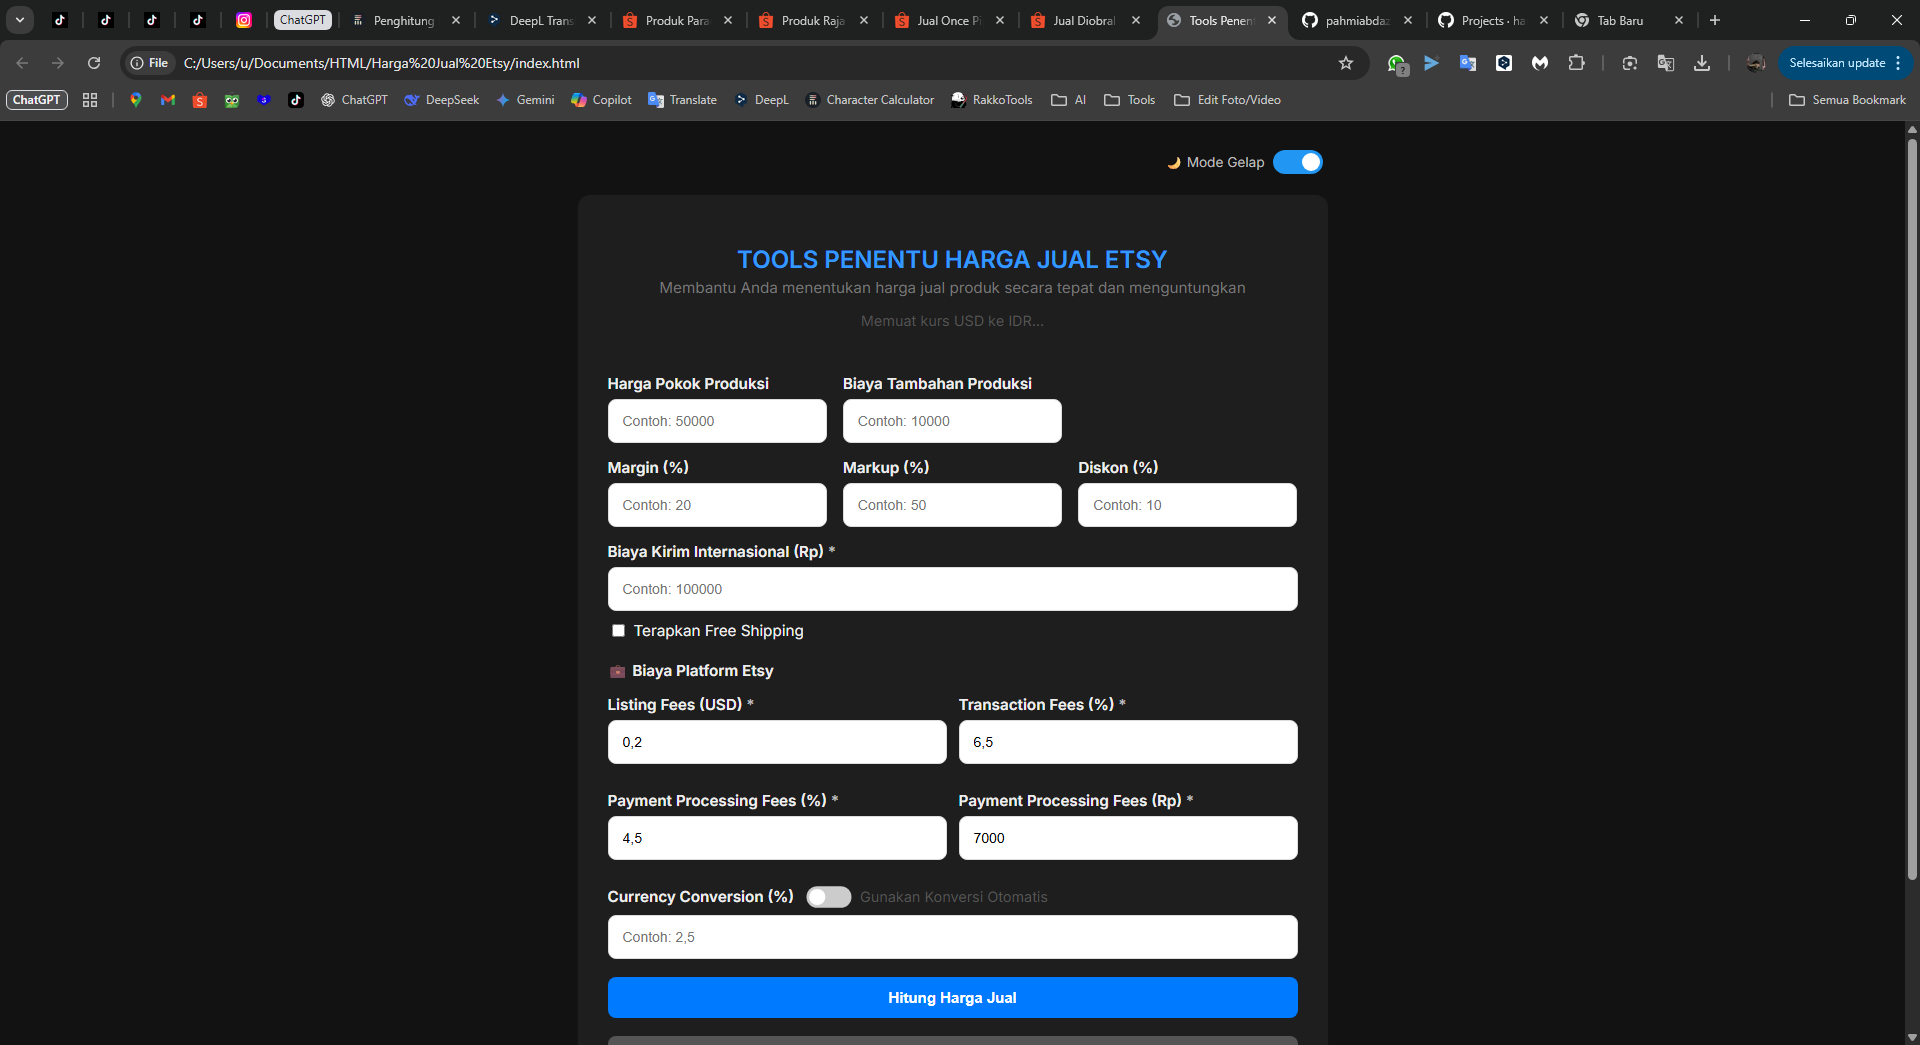 ChatGPT
Penghitung
DeepL Trans
Produk Para
Produk Raja
Jual Once Pi
Jual Diobral
Tools Penen
pahmiabdaz
Projects · ha
Tab Baru
File
C:/Users/u/Documents/HTML/Harga%20Jual%20Etsy/index.html
Selesaikan update
ChatGPT
ChatGPT
DeepSeek
Gemini
Copilot
Translate
DeepL
Character Calculator
RakkoTools
AI
Tools
Edit Foto/Video
Semua Bookmark
Mode Gelap
TOOLS PENENTU HARGA JUAL ETSY
Membantu Anda menentukan harga jual produk secara tepat dan menguntungkan
Memuat kurs USD ke IDR...
Harga Pokok Produksi
Biaya Tambahan Produksi
Contoh: 50000
Contoh: 10000
Margin (%)
Markup (%)
Diskon (%)
Contoh: 20
Contoh: 50
Contoh: 10
Biaya Kirim Internasional (Rp) *
Contoh: 100000
Terapkan Free Shipping
Biaya Platform Etsy
Listing Fees (USD) *
Transaction Fees (%) *
0,2
6,5
Payment Processing Fees (%) *
Payment Processing Fees (Rp) *
4,5
7000
Currency Conversion (%)
Gunakan Konversi Otomatis
Contoh: 2,5
Hitung Harga Jual